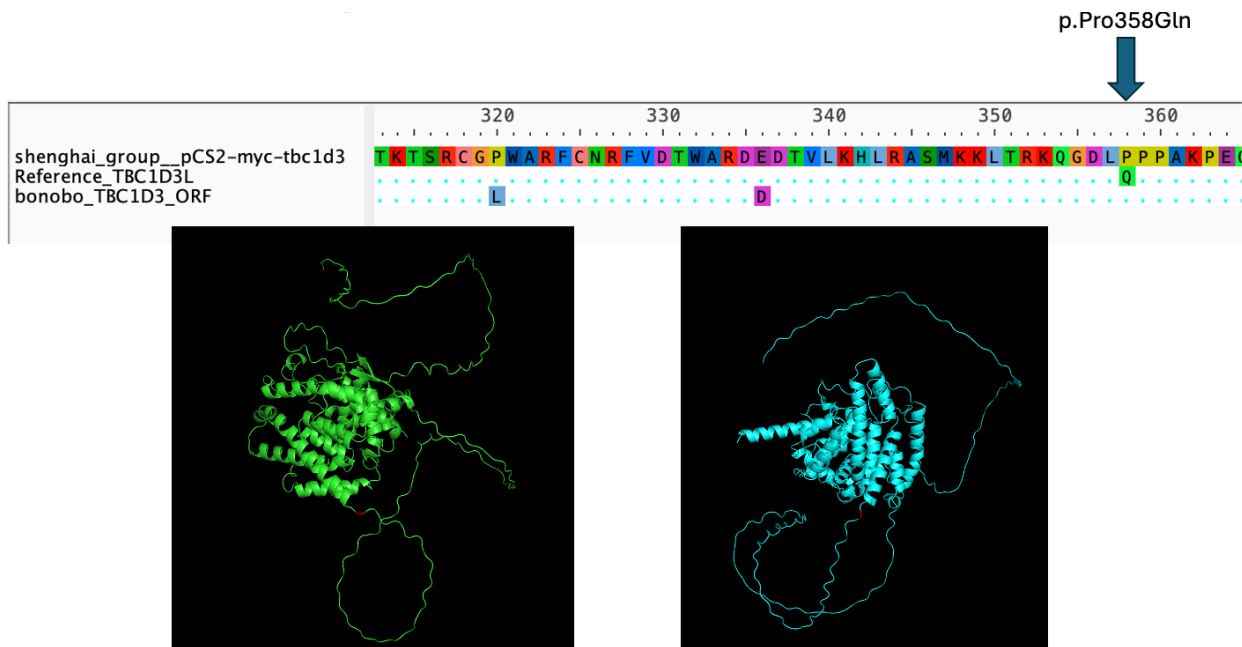 p.Pro358Gln
320 330 340 350 360
shenghai_group__pCS2-myc-tbc1d3 TKTSRCGPWARFCNRFVDTWARDEDTVLKHLRASMKKLTRKQGDLPPPAKPE
Reference_TBC1D3L Q
bonobo_TBC1D3_ORF L D